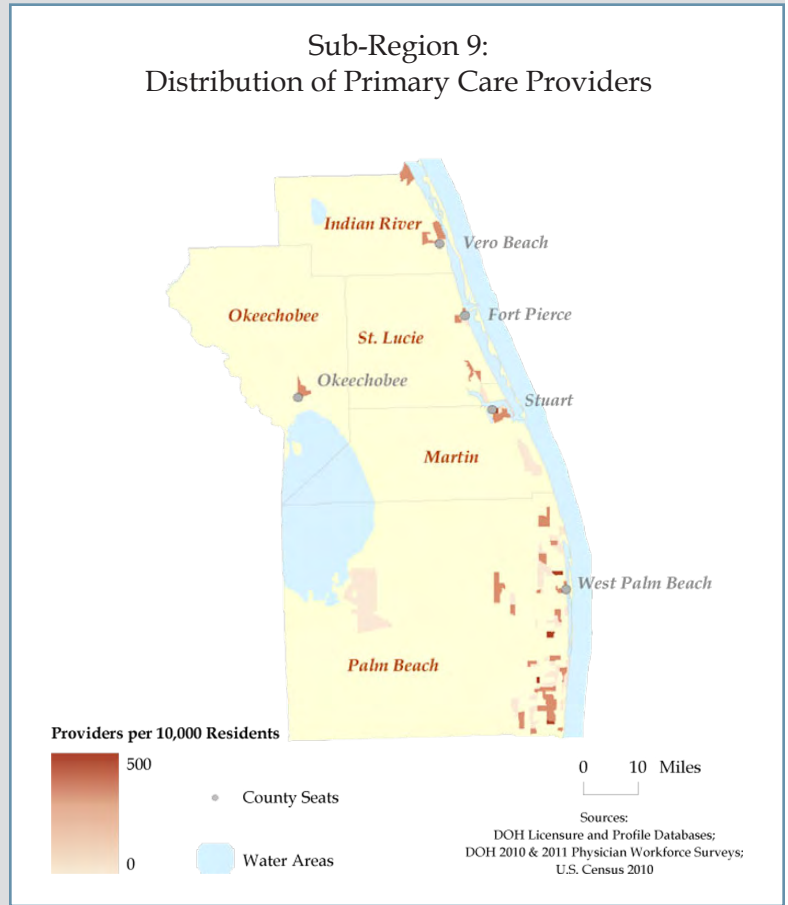 Sub-Region 9:
Distribution of Primary Care Providers
Indian River
Vero Beach
Okeechobee
Fort Pierce
St. Lucie
Okeechobee
Stuart
Martin
West Palm Beach
Palm Beach
Providers per 10,000 Residents
500
0
County Seats
Water Areas
0 10 Miles
Sources:
DOH Licensure and Profile Databases;
DOH 2010 & 2011 Physician Workforce Surveys;
U.S. Census 2010